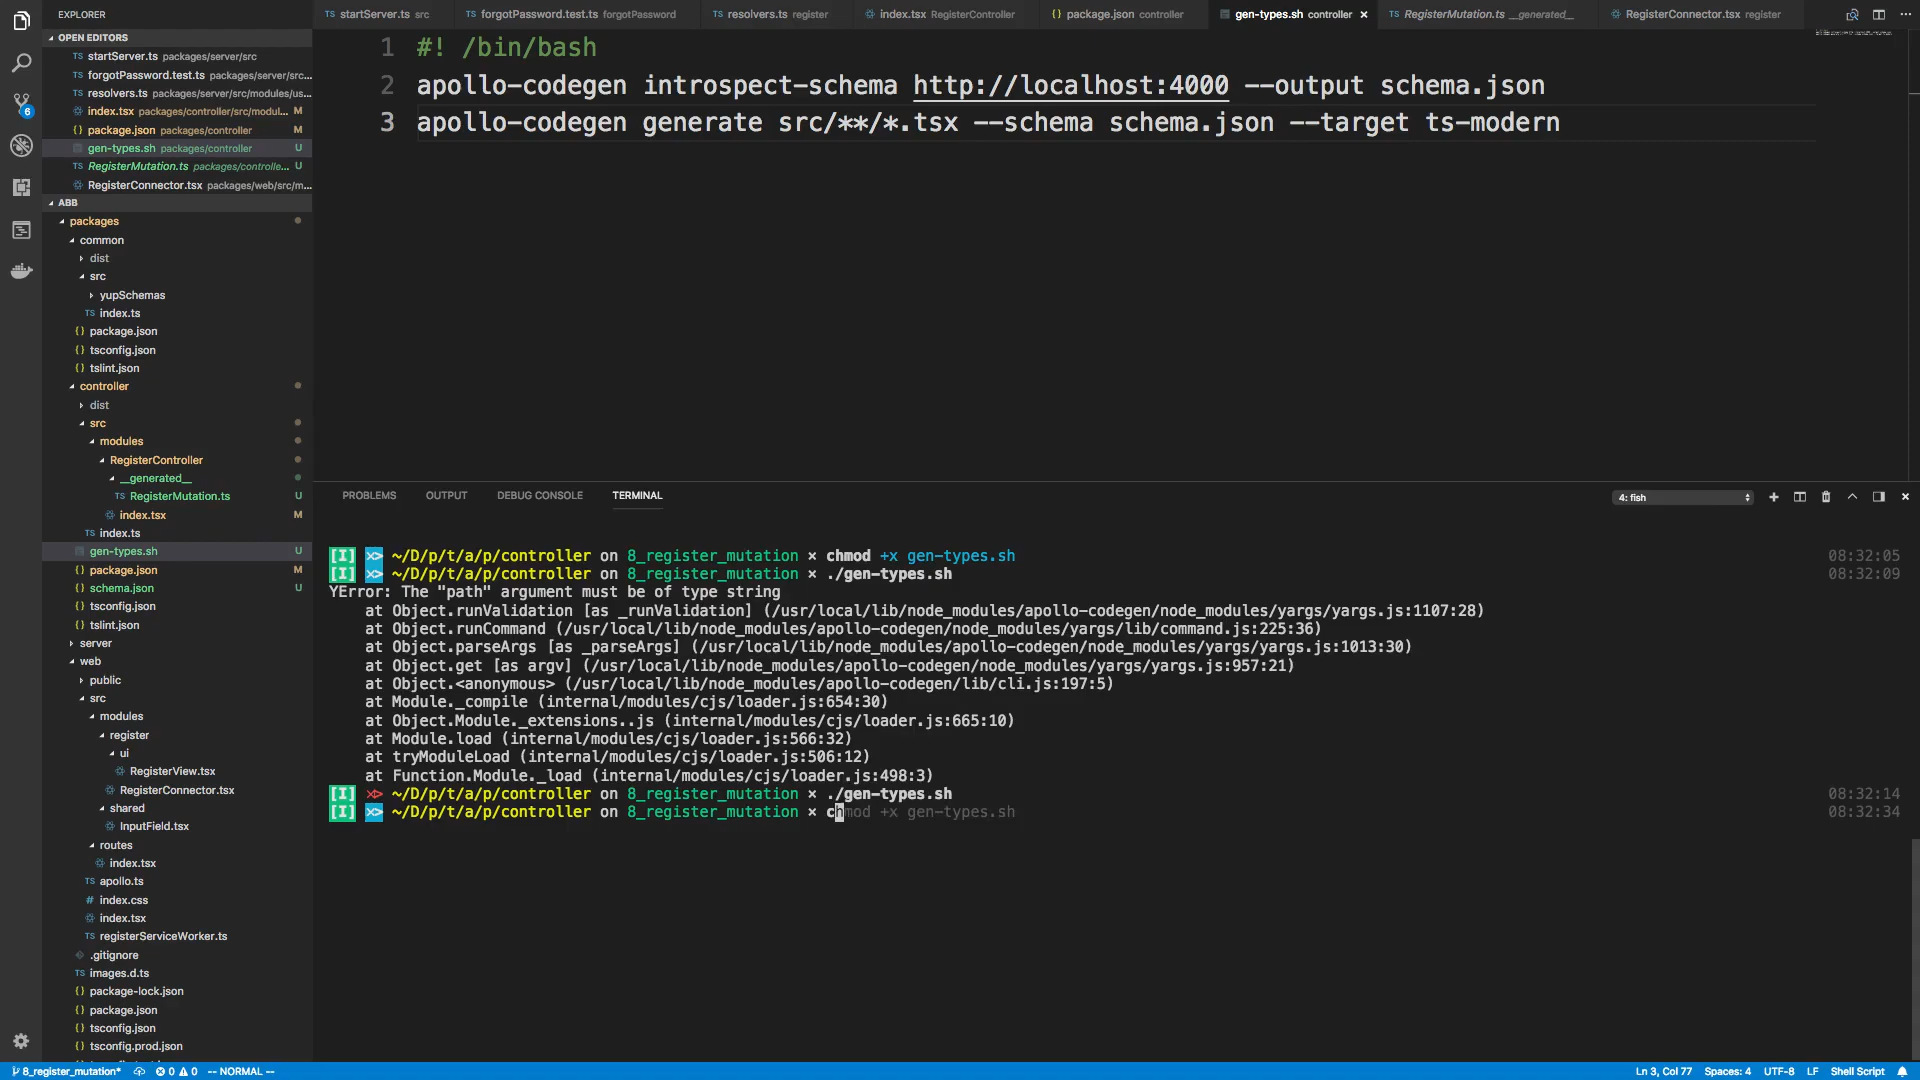 EXPLORER
OPEN EDITORS
TS startServer.ts packages/server/src
TS forgotPassword.test.ts packages/server/src...
TS resolvers.ts packages/server/src/modules/us...
index.tsx packages/controller/src/modul... M
{} package.json packages/controller M
gen-types.sh packages/controller U
TS RegisterMutation.ts packages/controlle... U
RegisterConnector.tsx packages/web/src/m...
ABB
packages
common
dist
src
yupSchemas
TS index.ts
{} package.json
{} tsconfig.json
{} tslint.json
controller
dist
src
modules
RegisterController
__generated__
TS RegisterMutation.ts U
index.tsx M
TS index.ts
gen-types.sh U
{} package.json M
{} schema.json U
{} tsconfig.json
{} tslint.json
server
web
public
src
modules
register
ui
RegisterView.tsx
RegisterConnector.tsx
shared
InputField.tsx
routes
index.tsx
TS apollo.ts
# index.css
index.tsx
TS registerServiceWorker.ts
.gitignore
TS images.d.ts
{} package-lock.json
{} package.json
{} tsconfig.json
{} tsconfig.prod.json
6
TS startServer.ts src
TS forgotPassword.test.ts forgotPassword
TS resolvers.ts register
index.tsx RegisterController
{} package.json controller
gen-types.sh controller ×
TS RegisterMutation.ts __generated__
RegisterConnector.tsx register
1 #! /bin/bash
2 apollo-codegen introspect-schema http://localhost:4000 --output schema.json
3 apollo-codegen generate src/**/*.tsx --schema schema.json --target ts-modern
PROBLEMS OUTPUT DEBUG CONSOLE TERMINAL
4: fish
[I] ~/D/p/t/a/p/controller on 8_register_mutation × chmod +x gen-types.sh 08:32:05
[I] ~/D/p/t/a/p/controller on 8_register_mutation × ./gen-types.sh 08:32:09
YError: The "path" argument must be of type string
at Object.runValidation [as _runValidation] (/usr/local/lib/node_modules/apollo-codegen/node_modules/yargs/yargs.js:1107:28)
at Object.runCommand (/usr/local/lib/node_modules/apollo-codegen/node_modules/yargs/lib/command.js:225:36)
at Object.parseArgs [as _parseArgs] (/usr/local/lib/node_modules/apollo-codegen/node_modules/yargs/yargs.js:1013:30)
at Object.get [as argv] (/usr/local/lib/node_modules/apollo-codegen/node_modules/yargs/yargs.js:957:21)
at Object.<anonymous> (/usr/local/lib/node_modules/apollo-codegen/lib/cli.js:197:5)
at Module._compile (internal/modules/cjs/loader.js:654:30)
at Object.Module._extensions..js (internal/modules/cjs/loader.js:665:10)
at Module.load (internal/modules/cjs/loader.js:566:32)
at tryModuleLoad (internal/modules/cjs/loader.js:506:12)
at Function.Module._load (internal/modules/cjs/loader.js:498:3)
[I] ~/D/p/t/a/p/controller on 8_register_mutation × ./gen-types.sh 08:32:14
[I] ~/D/p/t/a/p/controller on 8_register_mutation × chmod +x gen-types.sh 08:32:34
8_register_mutation* 0 0 -- NORMAL --
Ln 3, Col 77 Spaces: 4 UTF-8 LF Shell Script